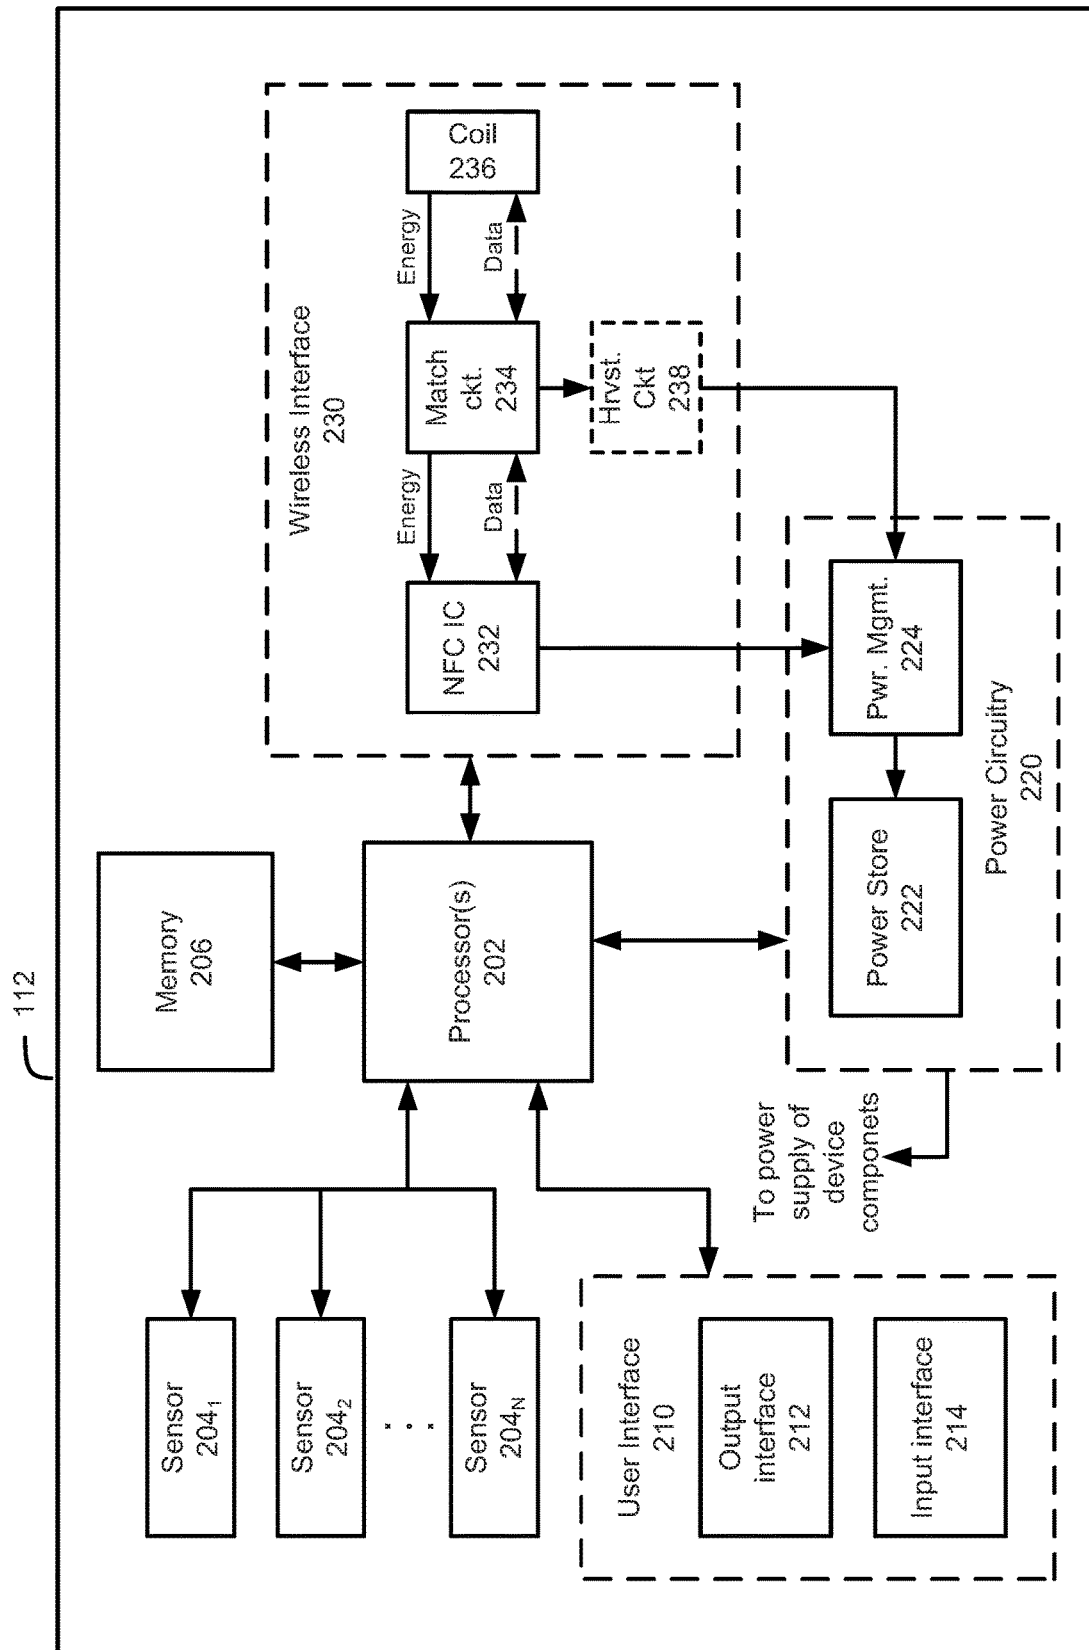 112
Sensor
204₁
Sensor
204₂
Sensor
204N
Memory
206
Processor(s)
202
User Interface
210
Output
interface
212
Input interface
214
Wireless Interface
230
NFC IC
232
Energy
Data
Match
ckt.
234
Energy
Data
Coil
236
Hrvst.
Ckt
238
To power
supply of
device
componets
Power Store
222
Pwr. Mgmt.
224
Power Circuitry
220